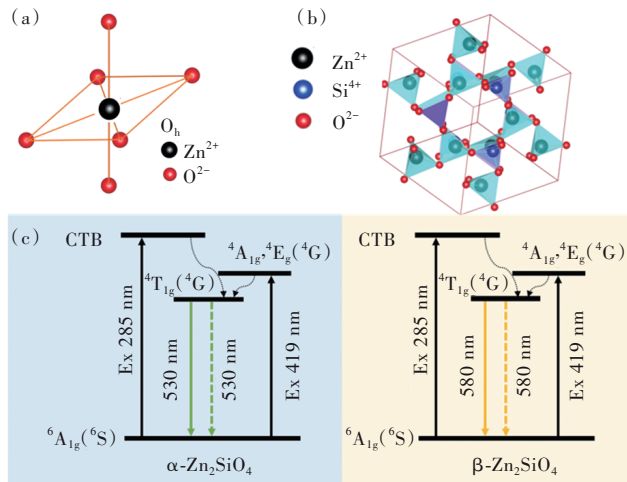 (a)
O_h
Zn²⁺
O²⁻
(b)
Zn²⁺
Si⁴⁺
O²⁻
(c)
CTB
⁴A₁g,⁴Eg(⁴G)
⁴T₁g(⁴G)
Ex 285 nm
530 nm
530 nm
Ex 419 nm
⁶A₁g(⁶S)
α-Zn₂SiO₄
CTB
⁴A₁g,⁴Eg(⁴G)
⁴T₁g(⁴G)
Ex 285 nm
580 nm
580 nm
Ex 419 nm
⁶A₁g(⁶S)
β-Zn₂SiO₄